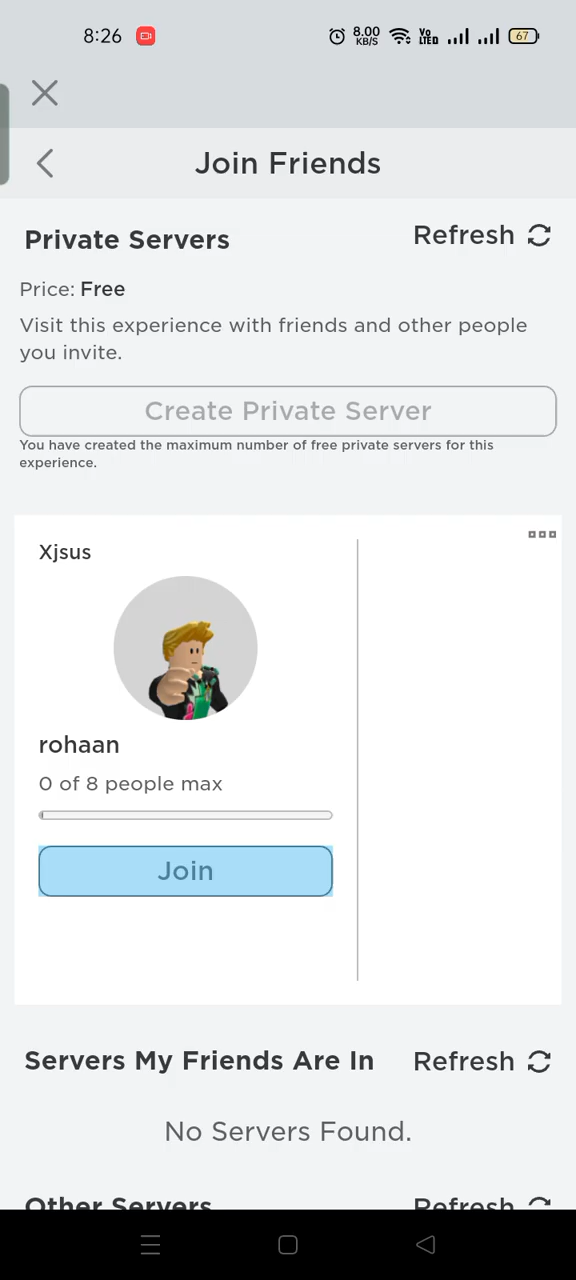 8:26
8.00
KB/S
Vo
LTED
67
Join Friends
Private Servers
Refresh
Price: Free
Visit this experience with friends and other people
you invite.
Create Private Server
You have created the maximum number of free private servers for this
experience.
Xjsus
rohaan
0 of 8 people max
Join
Servers My Friends Are In
Refresh
No Servers Found.
Other Servers
Refresh